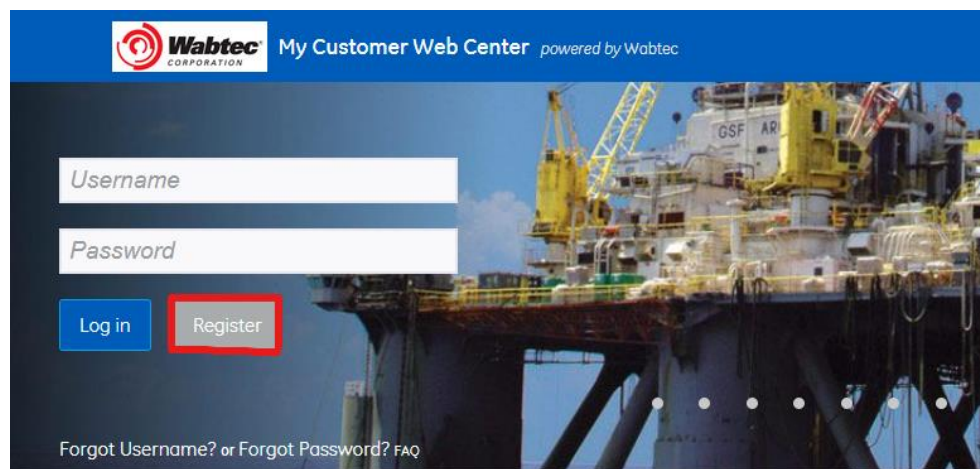 Wabtec
CORPORATION
My Customer Web Center powered by Wabtec
GSF
Username
Password
Log in
Register
Forgot Username? or Forgot Password? FAQ